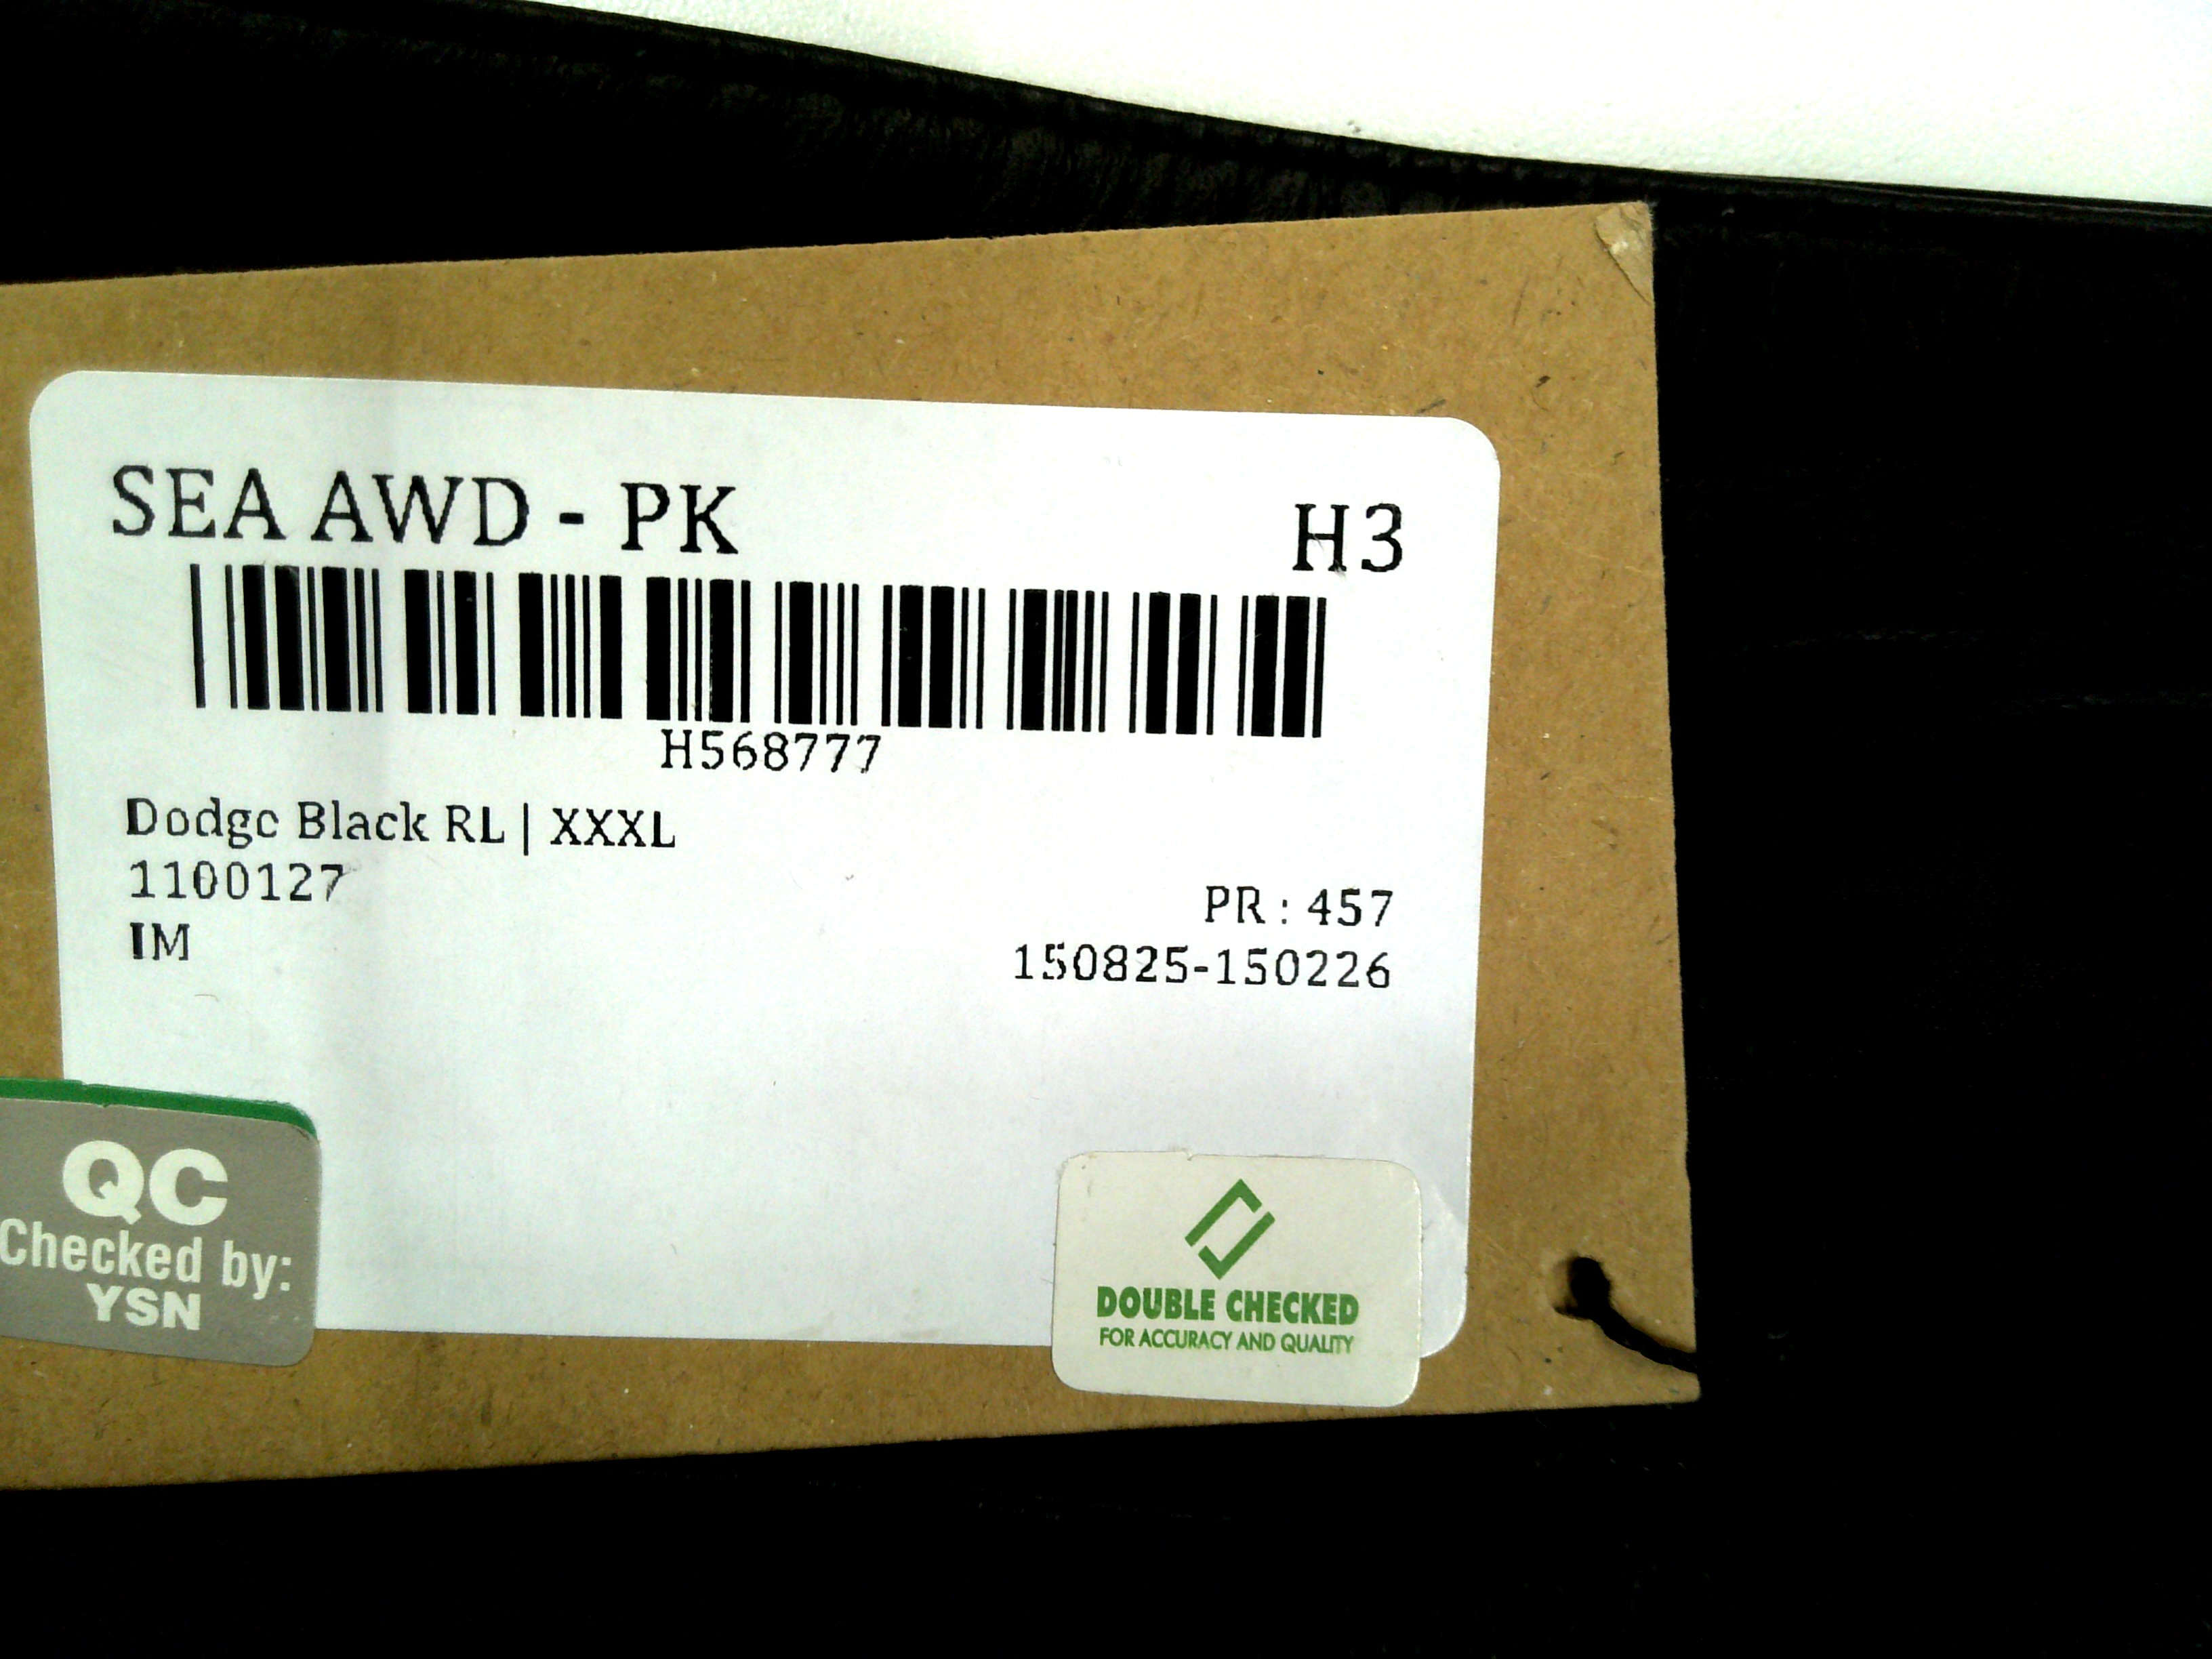 SEA AWD - PK
H3
H568777
Dodge Black RL | XXXL
1100127
PR : 457
IM
150825-150226
QC
Checked by:
YSN
DOUBLE CHECKED
FOR ACCURACY AND QUALITY